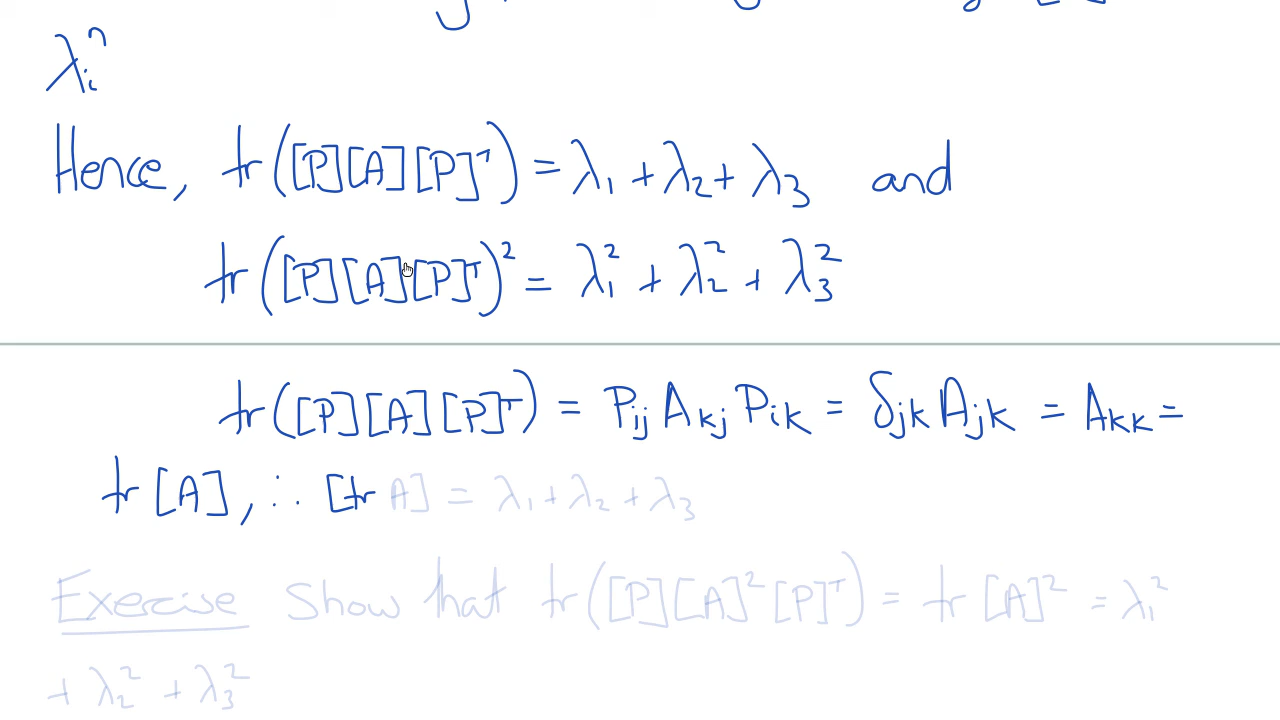 λᵢⁿ
Hence, tr([P][A][P]ᵀ) = λ₁ + λ₂ + λ₃ and
tr([P][A][P]ᵀ)² = λ₁² + λ₂² + λ₃²
tr([P][A][P]ᵀ) = Pᵢⱼ Aₖⱼ Pᵢₖ = δⱼₖ Aⱼₖ = Aₖₖ =
tr[A], ∴ [tr A] = λ₁ + λ₂ + λ₃
Exercise Show that tr([P][A]²[P]ᵀ) = tr[A]² = λ₁²
+ λ₂² + λ₃²